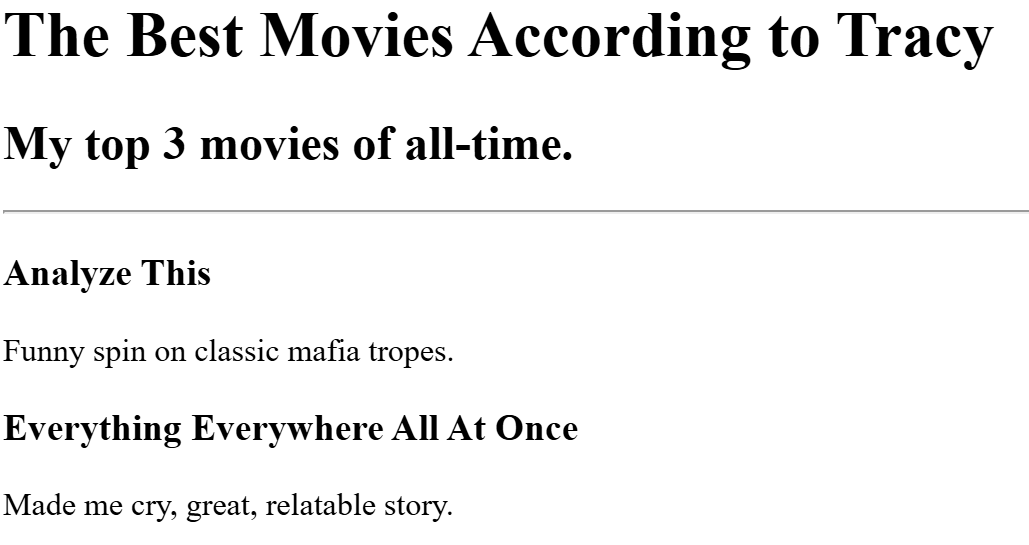 The Best Movies According to Tracy
My top 3 movies of all-time.
Analyze This
Funny spin on classic mafia tropes.
Everything Everywhere All At Once
Made me cry, great, relatable story.